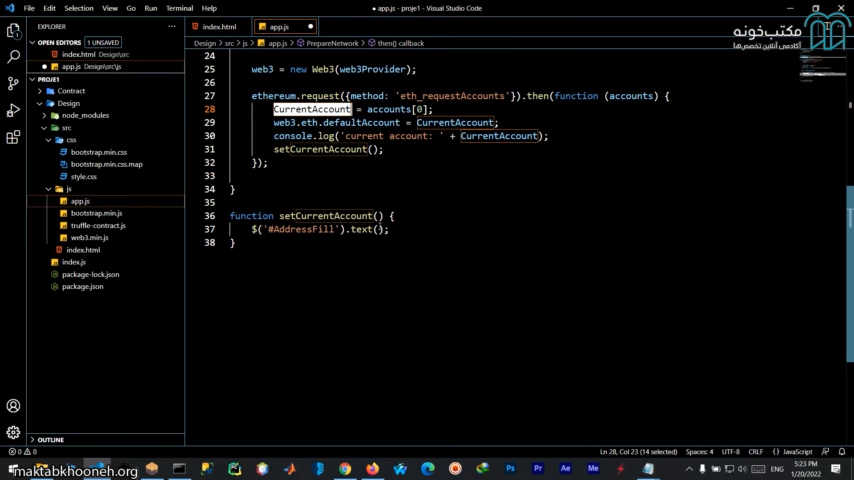 File Edit Selection View Go Run Terminal Help
● app.js - proje1 - Visual Studio Code
مکتب‌خونه
آکادمی آنلاین تخصص‌ها
EXPLORER
OPEN EDITORS 1 UNSAVED
index.html
app.js Design\src\js
PROJE1
Contract
Design
node_modules
src
css
bootstrap.min.css
bootstrap.min.css.map
style.css
js
app.js
bootstrap.min.js
truffle-contract.js
web3.min.js
index.html
index.js
package-lock.json
package.json
OUTLINE
index.html app.js
Design > src > js > app.js > PrepareNetwork > then() callback
24
25 web3 = new Web3(web3Provider);
26
27 ethereum.request({method: 'eth_requestAccounts'}).then(function (accounts) {
28 CurrentAccount = accounts[0];
29 web3.eth.defaultAccount = CurrentAccount;
30 console.log('current account: ' + CurrentAccount);
31 setCurrentAccount();
32 });
33
34 }
35
36 function setCurrentAccount() {
37 $('#AddressFill').text();
38 }
0 0
Ln 28, Col 23 (14 selected) Spaces: 4 UTF-8 CRLF {} JavaScript
maktabkhooneh.org
Ps Pr Ae Me
ENG
5:23 PM
1/20/2022